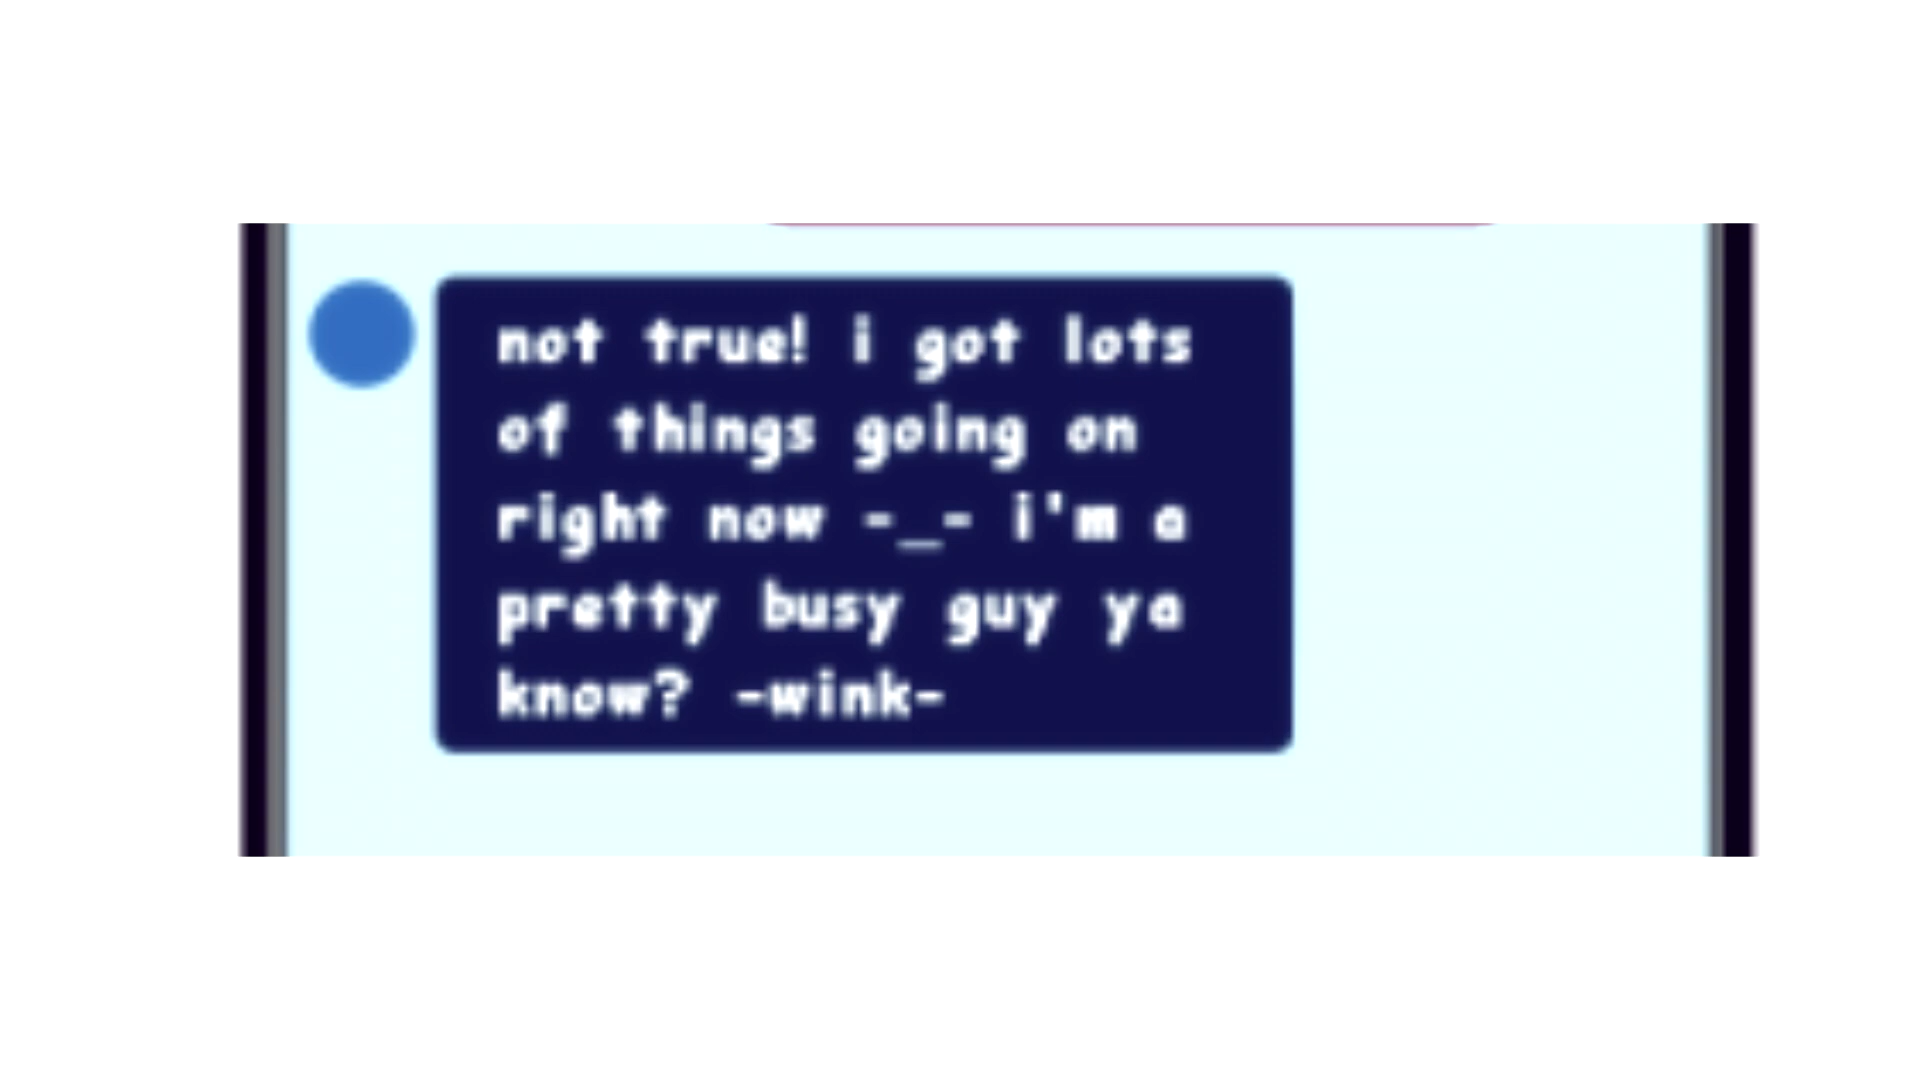 not true! i got lots
of things going on
right now -_- i'm a
pretty busy guy ya
know? -wink-